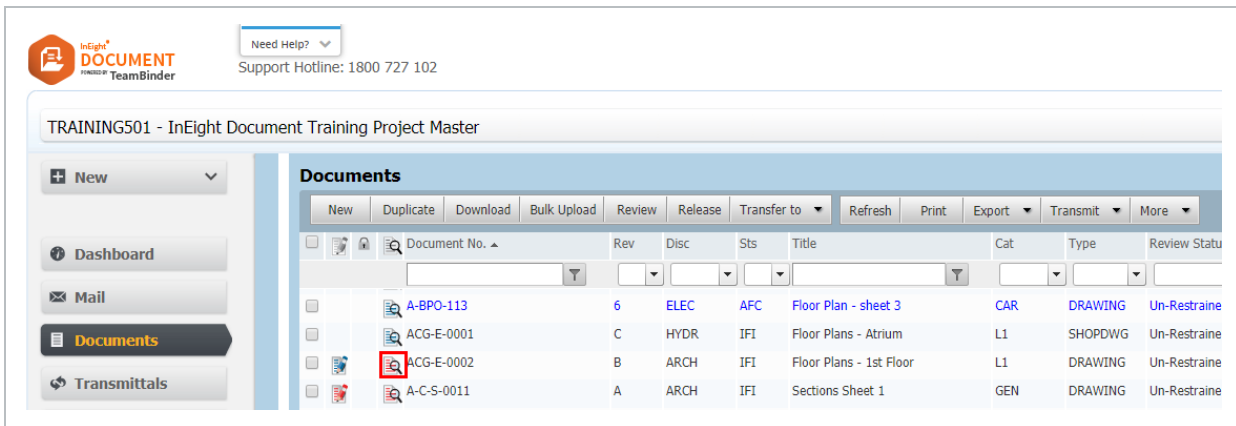 InEight®
DOCUMENT
POWERED BY TeamBinder
Need Help?
Support Hotline: 1800 727 102
TRAINING501 - InEight Document Training Project Master
New
Dashboard
Mail
Documents
Transmittals
Documents
New Duplicate Download Bulk Upload Review Release Transfer to Refresh Print Export Transmit More
Document No. Rev Disc Sts Title Cat Type Review Statu
A-BPO-113 6 ELEC AFC Floor Plan - sheet 3 CAR DRAWING Un-Restraine
ACG-E-0001 C HYDR IFI Floor Plans - Atrium L1 SHOPDWG Un-Restraine
ACG-E-0002 B ARCH IFI Floor Plans - 1st Floor L1 DRAWING Un-Restraine
A-C-S-0011 A ARCH IFI Sections Sheet 1 GEN DRAWING Un-Restraine